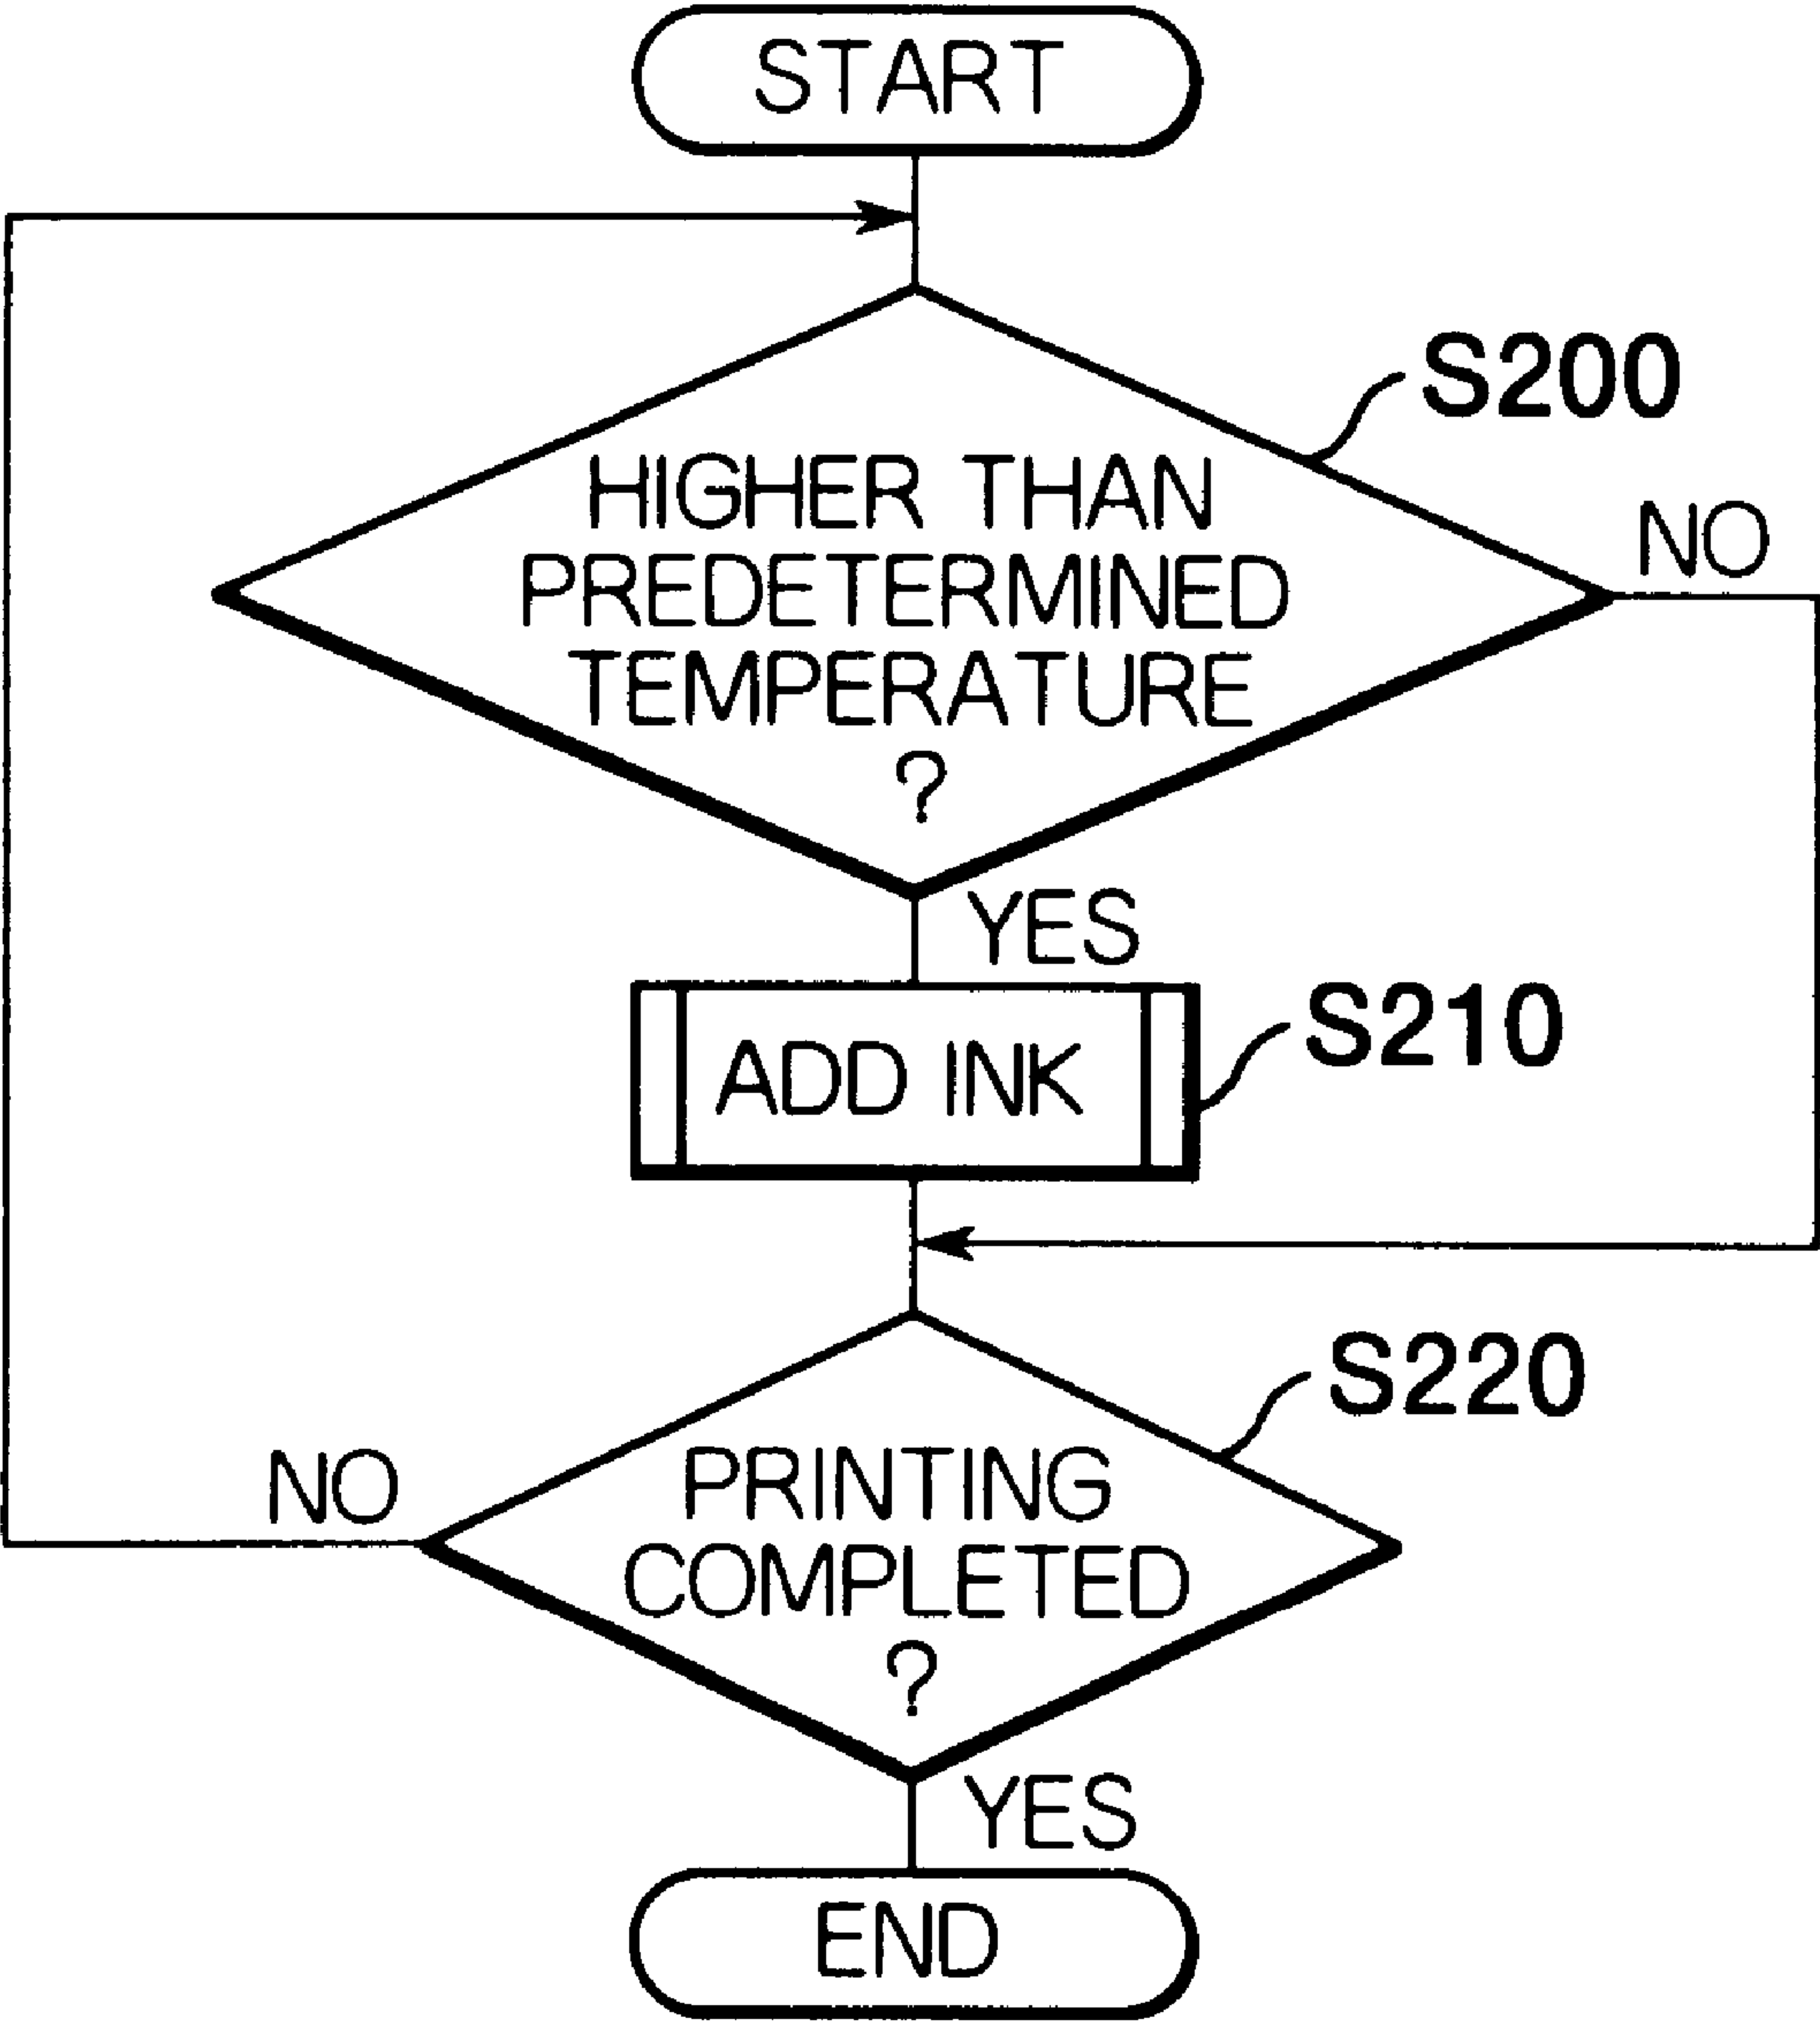 START
S200
HIGHER THAN
PREDETERMINED
TEMPERATURE
?
NO
YES
ADD INK
S210
S220
PRINTING
COMPLETED
?
NO
YES
END